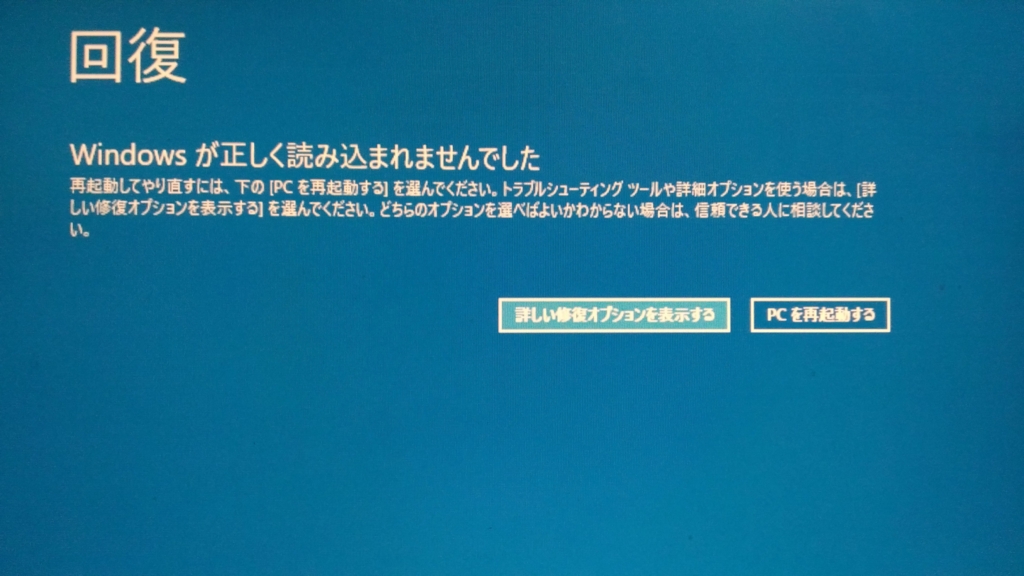 回復
Windows が正しく読み込まれませんでした
再起動してやり直すには、下の [PC を再起動する] を選んでください。トラブルシューティング ツールや詳細オプションを使う場合は、[詳
しい修復オプションを表示する] を選んでください。どちらのオプションを選べばよいかわからない場合は、信頼できる人に相談してくださ
い。
詳しい修復オプションを表示する PC を再起動する